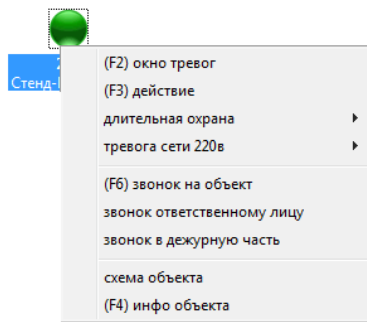 Стенд-
(F2) окно тревог
(F3) действие
длительная охрана
тревога сети 220в
(F6) звонок на объект
звонок ответственному лицу
звонок в дежурную часть
схема объекта
(F4) инфо объекта